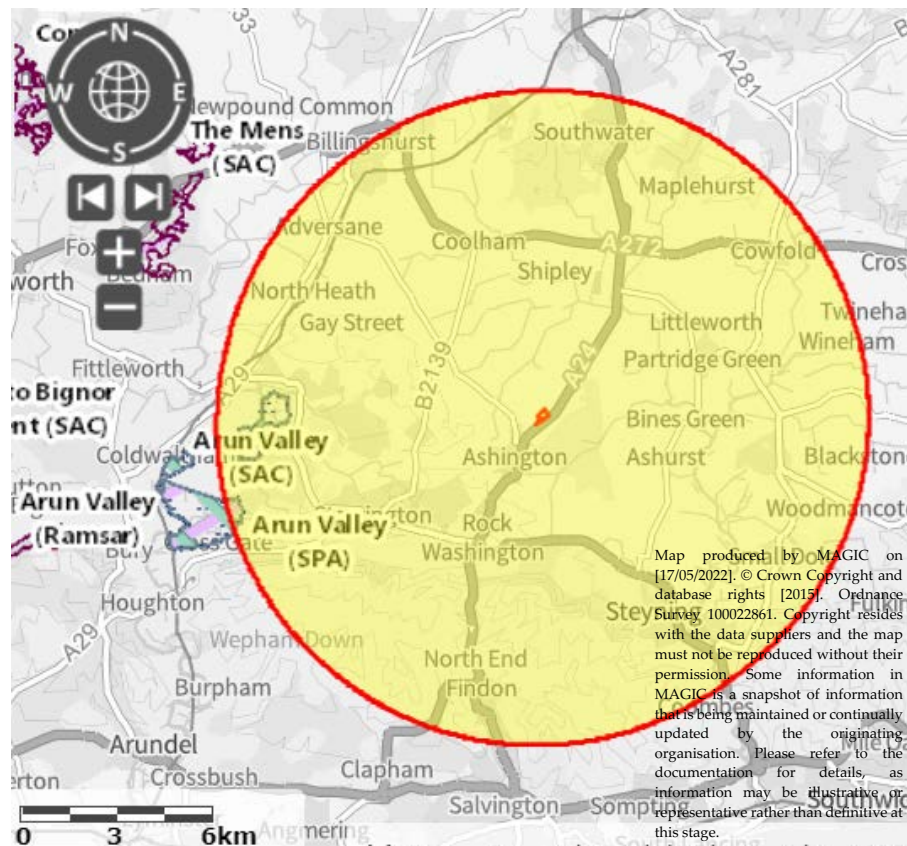 N
W
E
S
Newpound Common
The Mens
(SAC)
Billingshurst
Southwater
A281
Maplehurst
Adversane
Coolham
A272
Cowfold
Shipley
North Heath
Gay Street
Littleworth
Wineham
Partridge Green
A24
B2139
Fittleworth
A29
Bines Green
Arun Valley
(SAC)
Ashington
Ashurst
Arun Valley
(Ramsar)
Arun Valley
(SPA)
Rock
Washington
Steyning
Houghton
A29
Wepham Down
North End
Findon
Burpham
Arundel
Crossbush
Clapham
Salvington
Angmering
0 3 6km
Map produced by MAGIC on
[17/05/2022]. © Crown Copyright and
database rights [2015]. Ordnance
Survey 100022861. Copyright resides
with the data suppliers and the map
must not be reproduced without their
permission. Some information in
MAGIC is a snapshot of information
that is being maintained or continually
updated by the originating
organisation. Please refer to the
documentation for details, as
information may be illustrative or
representative rather than definitive at
this stage.